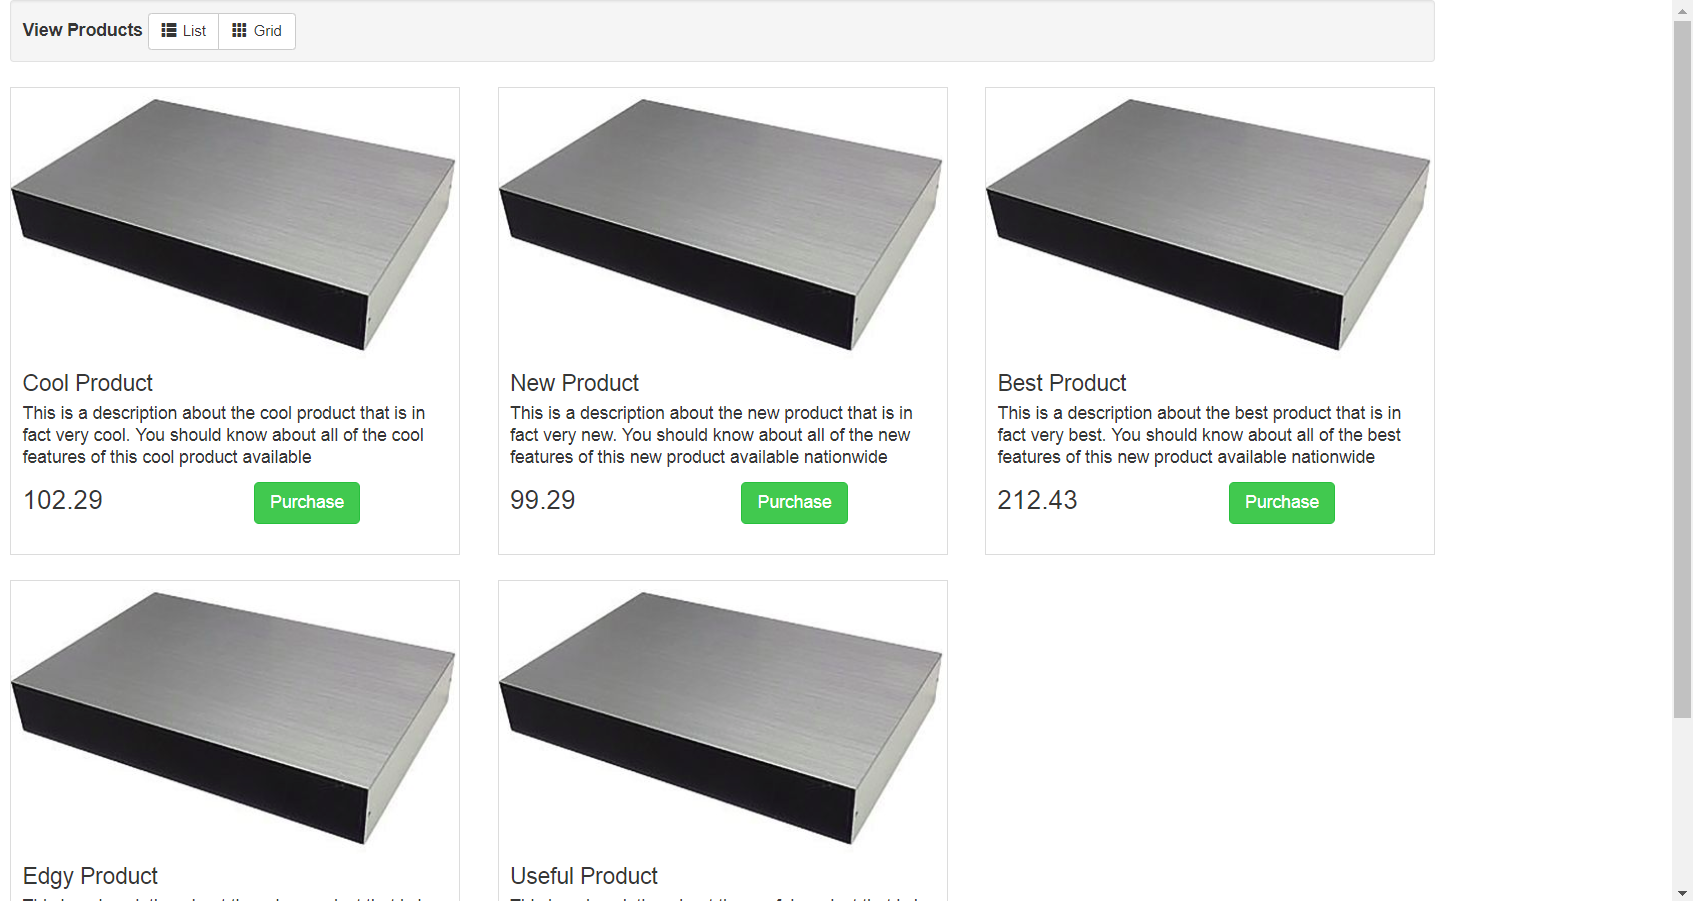 View Products List Grid
Cool Product
This is a description about the cool product that is in
fact very cool. You should know about all of the cool
features of this cool product available
102.29 Purchase
New Product
This is a description about the new product that is in
fact very new. You should know about all of the new
features of this new product available nationwide
99.29 Purchase
Best Product
This is a description about the best product that is in
fact very best. You should know about all of the best
features of this new product available nationwide
212.43 Purchase
Edgy Product
Useful Product